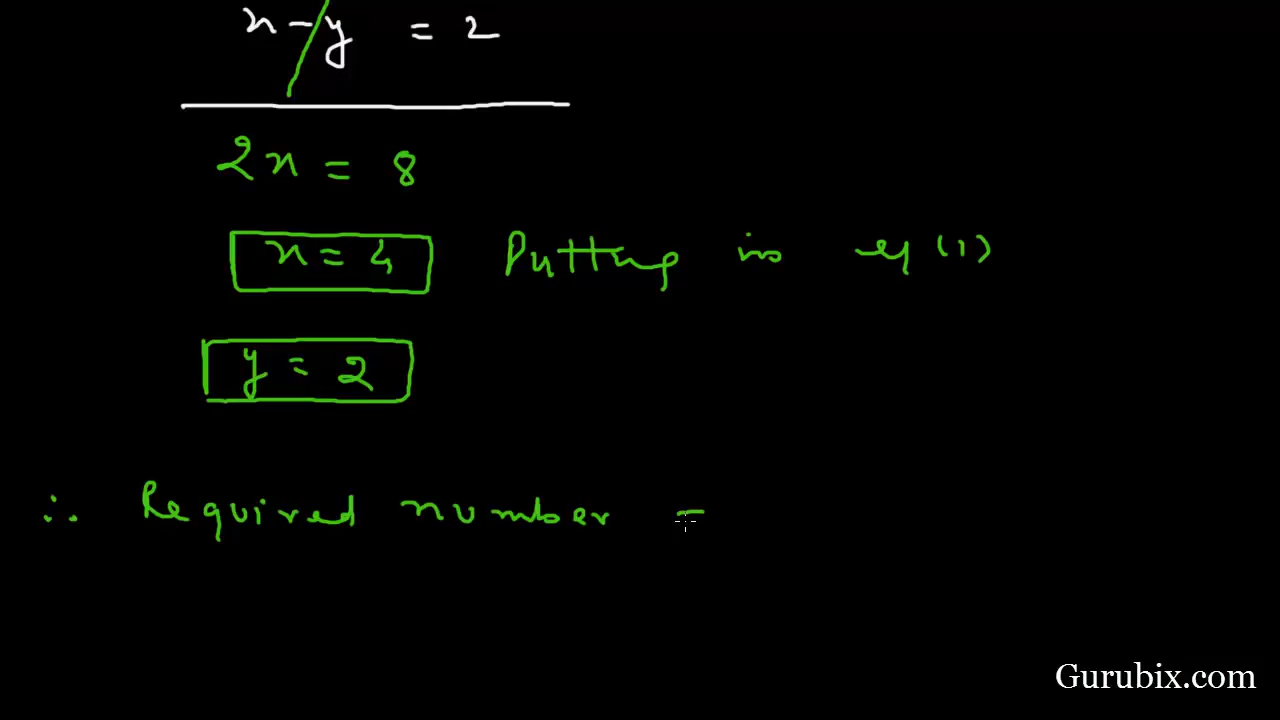 x - y = 2
2x = 8
x = 4 Putting in eq (1)
y = 2
∴ Required number =
Gurubix.com